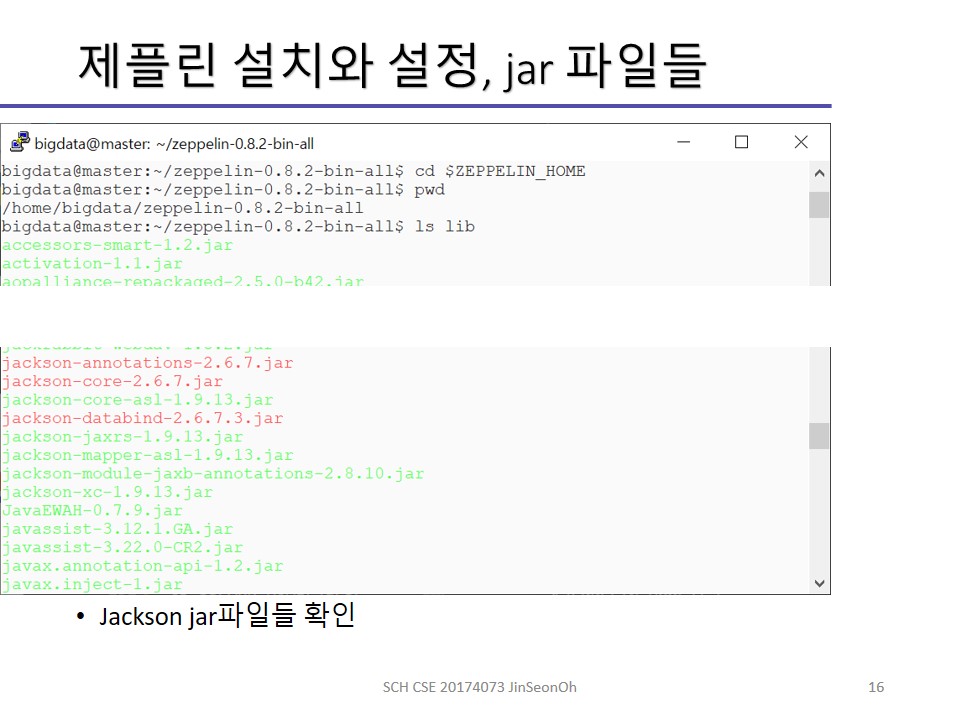 제플린 설치와 설정, jar 파일들
bigdata@master: ~/zeppelin-0.8.2-bin-all
bigdata@master:~/zeppelin-0.8.2-bin-all$ cd $ZEPPELIN_HOME
bigdata@master:~/zeppelin-0.8.2-bin-all$ pwd
/home/bigdata/zeppelin-0.8.2-bin-all
bigdata@master:~/zeppelin-0.8.2-bin-all$ ls lib
accessors-smart-1.2.jar
activation-1.1.jar
aopalliance-repackaged-2.5.0-b42.jar
jackson-annotations-2.6.7.jar
jackson-core-2.6.7.jar
jackson-core-asl-1.9.13.jar
jackson-databind-2.6.7.3.jar
jackson-jaxrs-1.9.13.jar
jackson-mapper-asl-1.9.13.jar
jackson-module-jaxb-annotations-2.8.10.jar
jackson-xc-1.9.13.jar
JavaEWAH-0.7.9.jar
javassist-3.12.1.GA.jar
javassist-3.22.0-CR2.jar
javax.annotation-api-1.2.jar
javax.inject-1.jar
• Jackson jar파일들 확인
SCH CSE 20174073 JinSeonOh
16